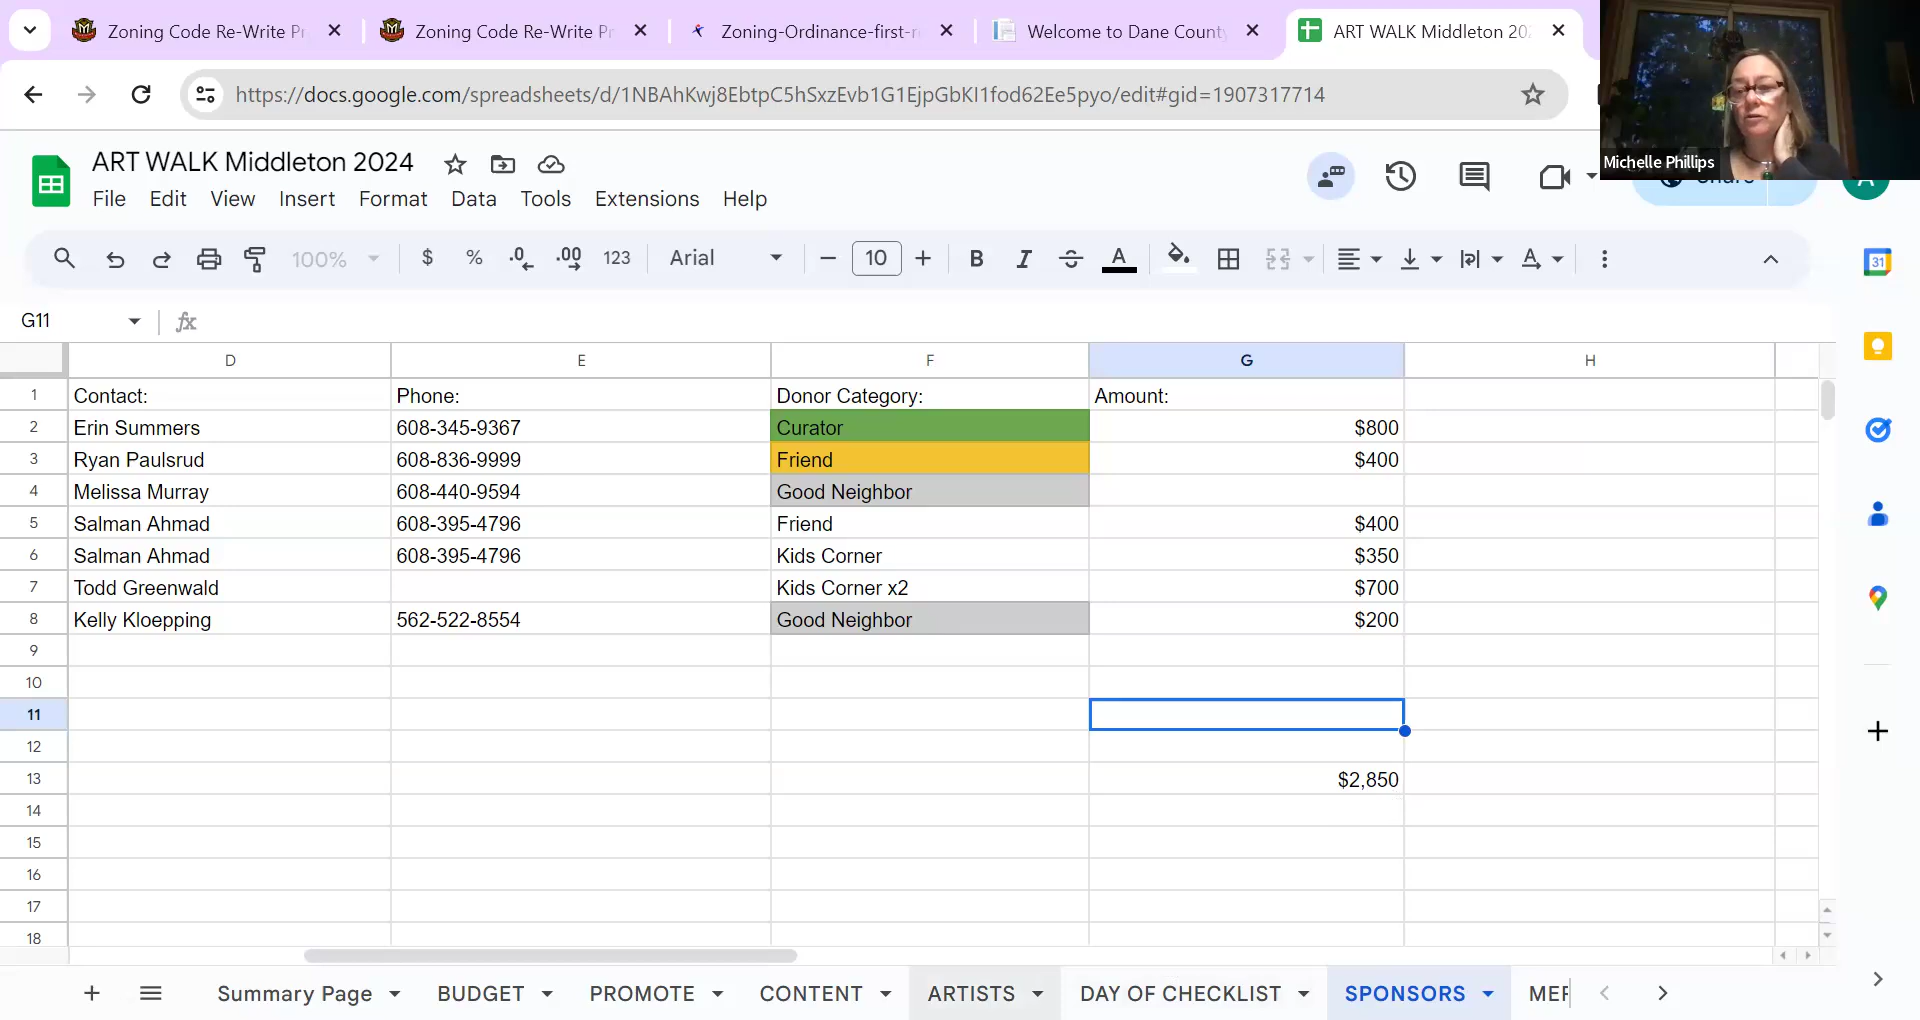 Zoning Code Re-Write Pr
Zoning Code Re-Write Pr
Zoning-Ordinance-first-r
Welcome to Dane County
ART WALK Middleton 202
https://docs.google.com/spreadsheets/d/1NBAhKwj8EbtpC5hSxzEvb1G1EjpGbKI1fod62Ee5pyo/edit#gid=1907317714
Michelle Phillips
ART WALK Middleton 2024
Share
A
File Edit View Insert Format Data Tools Extensions Help
100% $ % .0 .00 123 Arial 10 B I S A
31
G11 fx
D E F G H
1 Contact: Phone: Donor Category: Amount:
2 Erin Summers 608-345-9367 Curator $800
3 Ryan Paulsrud 608-836-9999 Friend $400
4 Melissa Murray 608-440-9594 Good Neighbor
5 Salman Ahmad 608-395-4796 Friend $400
6 Salman Ahmad 608-395-4796 Kids Corner $350
7 Todd Greenwald Kids Corner x2 $700
8 Kelly Kloepping 562-522-8554 Good Neighbor $200
9
10
11
12
13 $2,850
14
15
16
17
18
Summary Page BUDGET PROMOTE CONTENT ARTISTS DAY OF CHECKLIST SPONSORS MER